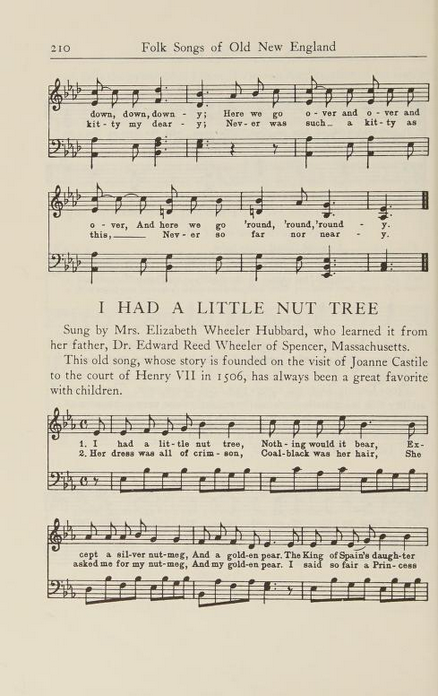 210 Folk Songs of Old New England
down, down, down - y; Here we go o - ver and o - ver and
kit - ty my dear - y; Nev - er was such a kit - ty as
o - ver, And here we go 'round, 'round, 'round - y.
this, Nev - er so far nor near - y.
I HAD A LITTLE NUT TREE
Sung by Mrs. Elizabeth Wheeler Hubbard, who learned it from
her father, Dr. Edward Reed Wheeler of Spencer, Massachusetts.
This old song, whose story is founded on the visit of Joanne Castile
to the court of Henry VII in 1506, has always been a great favorite
with children.
1. I had a lit - tle nut tree, Noth - ing would it bear, Ex-
2. Her dress was all of crim - son, Coal-black was her hair, She
cept a sil - ver nut-meg, And a gold-en pear. The King of Spain's daugh-ter
asked me for my nut-meg, And my gold-en pear. I said so fair a Prin - cess